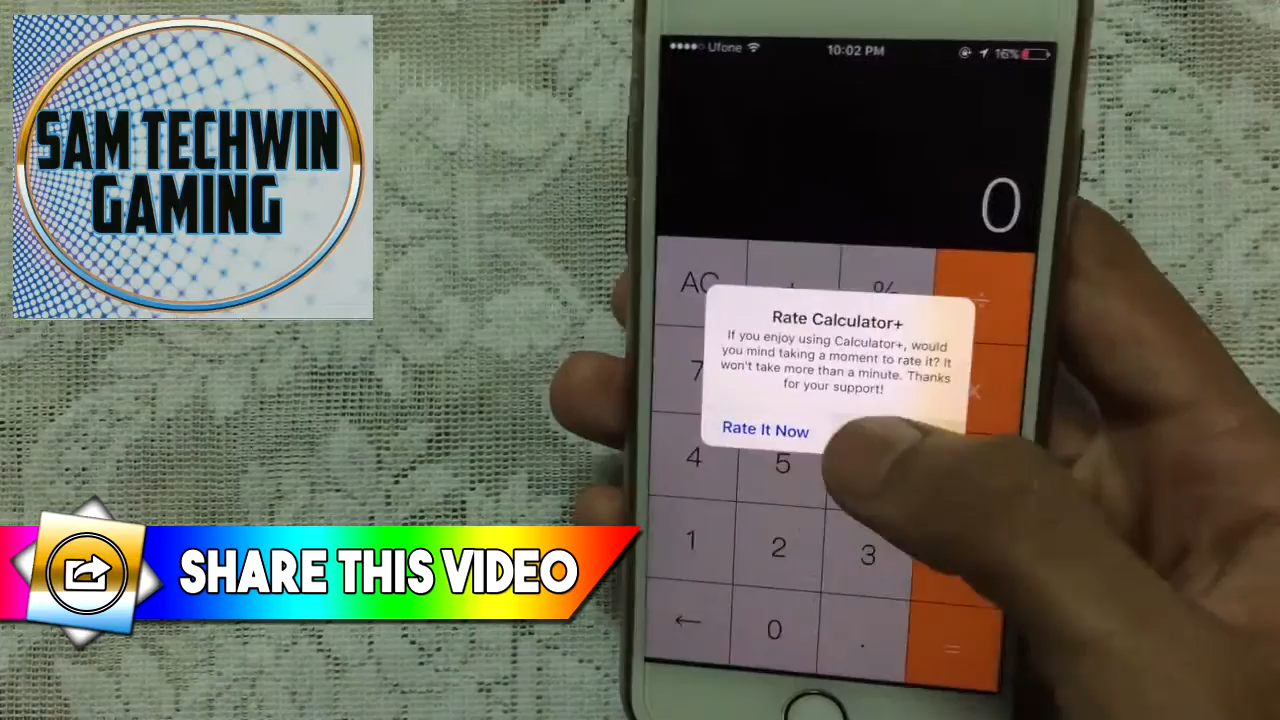 SAM TECHWIN
GAMING
Ufone
10:02 PM
16%
0
AC
%
÷
Rate Calculator+
If you enjoy using Calculator+, would
you mind taking a moment to rate it? It
won't take more than a minute. Thanks
for your support!
Rate It Now
7
×
4
5
1
2
3
←
0
.
=
SHARE THIS VIDEO